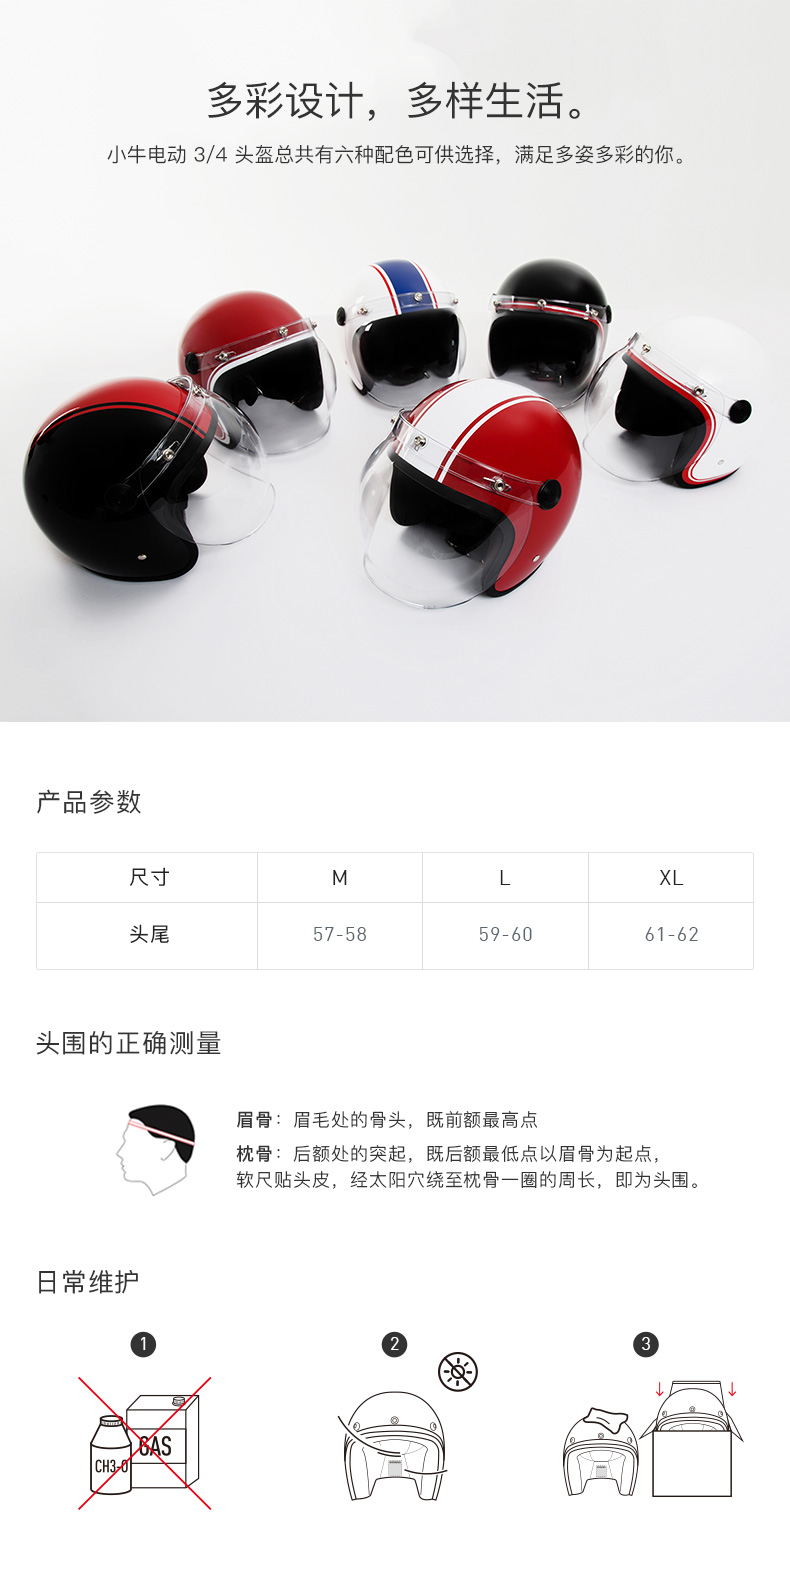 多彩设计，多样生活。
小牛电动 3/4 头盔总共有六种配色可供选择，满足多姿多彩的你。
产品参数
尺寸 M L XL
头尾 57-58 59-60 61-62
头围的正确测量
眉骨：眉毛处的骨头，既前额最高点
枕骨：后额处的突起，既后额最低点以眉骨为起点，
软尺贴头皮，经太阳穴绕至枕骨一圈的周长，即为头围。
日常维护
1 2 3
GAS
CH3-O